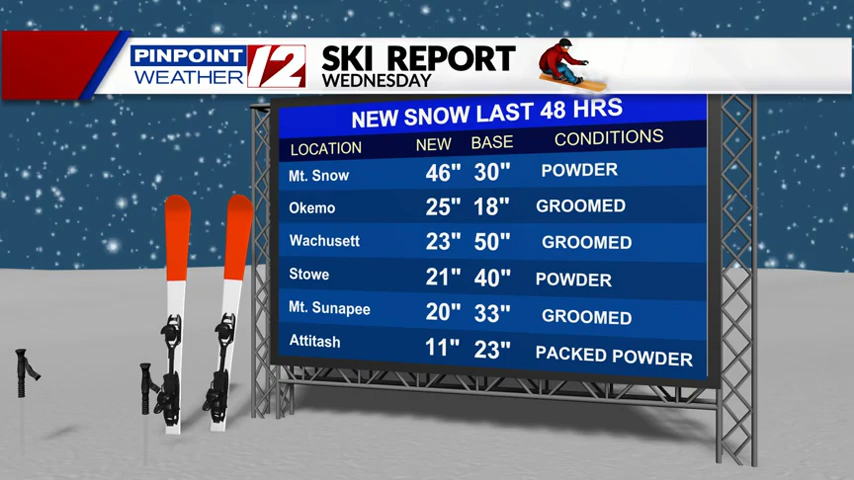 PINPOINT WEATHER 12
SKI REPORT
WEDNESDAY
NEW SNOW LAST 48 HRS
LOCATION NEW BASE CONDITIONS
Mt. Snow 46" 30" POWDER
Okemo 25" 18" GROOMED
Wachusett 23" 50" GROOMED
Stowe 21" 40" POWDER
Mt. Sunapee 20" 33" GROOMED
Attitash 11" 23" PACKED POWDER